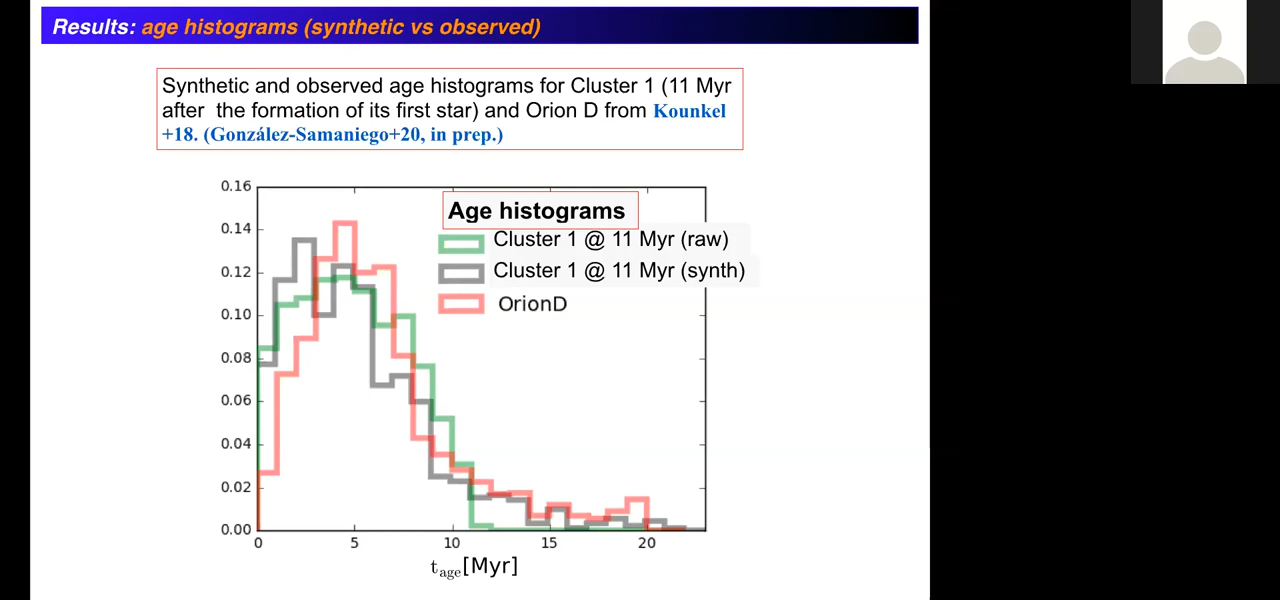 Results: age histograms (synthetic vs observed)
Synthetic and observed age histograms for Cluster 1 (11 Myr
after the formation of its first star) and Orion D from Kounkel
+18. (González-Samaniego+20, in prep.)
Age histograms
Cluster 1 @ 11 Myr (raw)
Cluster 1 @ 11 Myr (synth)
OrionD
0.16
0.14
0.12
0.10
0.08
0.06
0.04
0.02
0.00
0 5 10 15 20
tage[Myr]